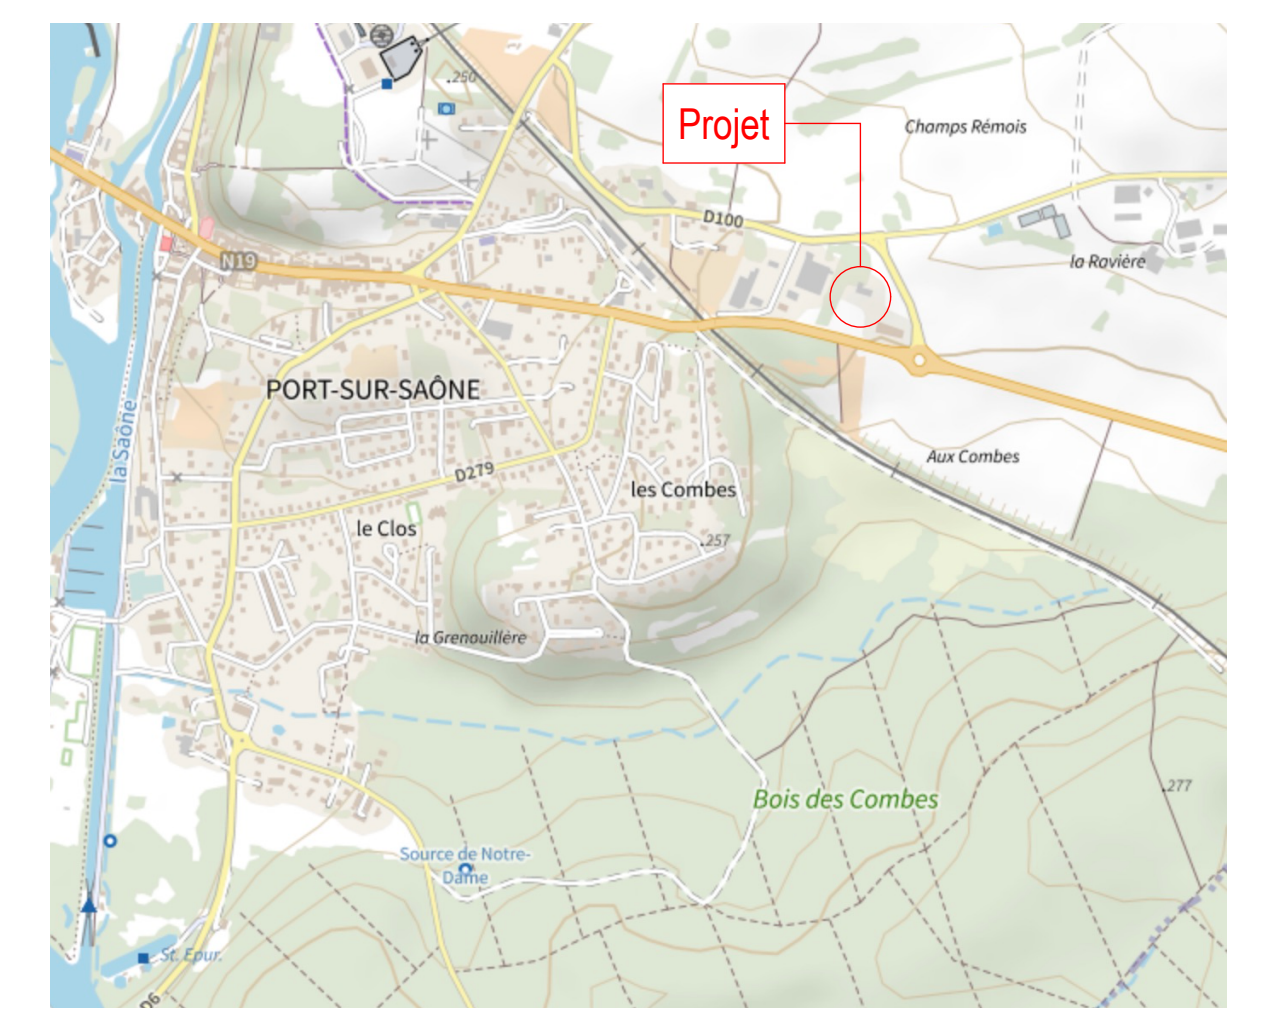 .250
Projet
Champs Rémois
D100
la Ravière
N19
PORT-SUR-SAÔNE
la Saône
Aux Combes
D279
les Combes
le Clos
.257
la Grenouillère
.277
Bois des Combes
Source de Notre-
Dame
St. Epur.
D6